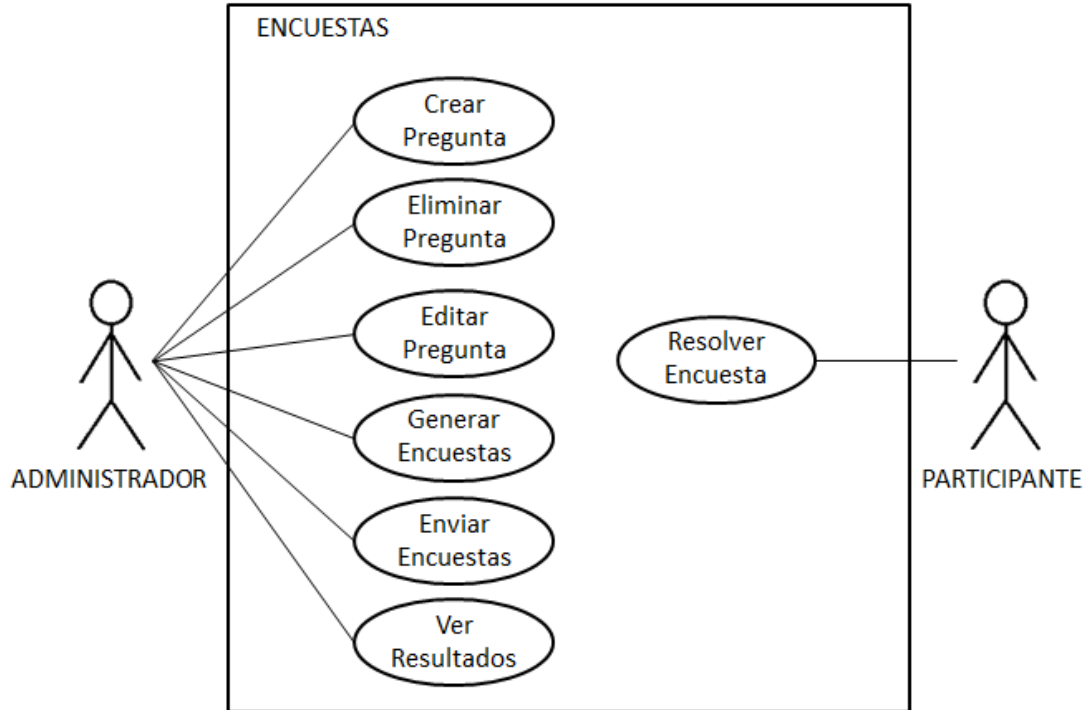 ENCUESTAS
Crear
Pregunta
Eliminar
Pregunta
Editar
Pregunta
Resolver
Encuesta
Generar
Encuestas
ADMINISTRADOR
PARTICIPANTE
Enviar
Encuestas
Ver
Resultados